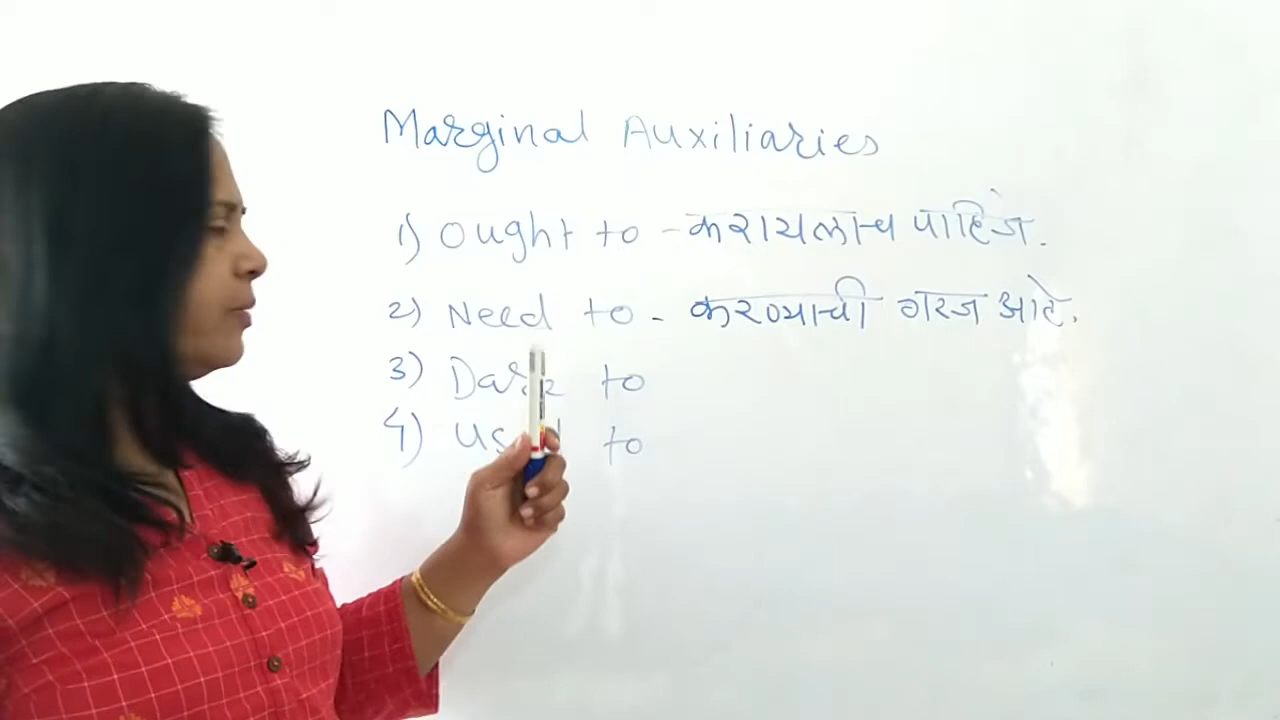 Marginal Auxiliaries
1) Ought to - करायलाच पाहिजे.
2) Need to - करण्याची गरज आहे.
3) Dare to
4) Used to